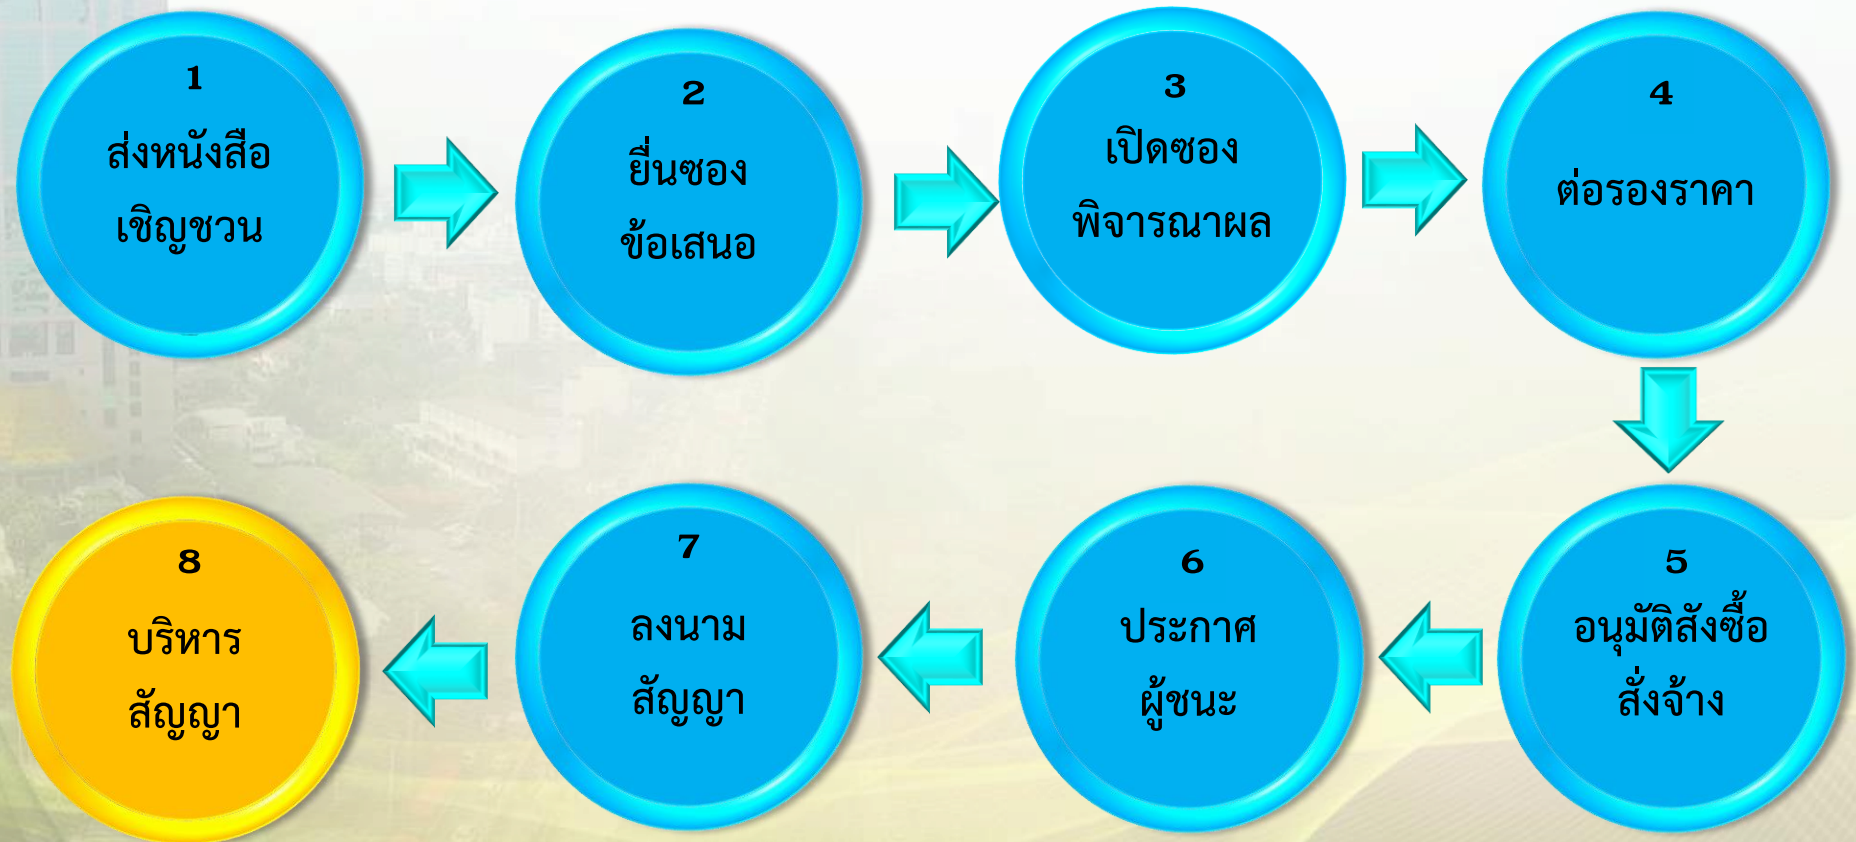 1
ส่งหนังสือ
เชิญชวน
2
ยื่นซอง
ข้อเสนอ
3
เปิดซอง
พิจารณาผล
4
ต่อรองราคา
5
อนุมัติสังซื้อ
สั่งจ้าง
6
ประกาศ
ผู้ชนะ
7
ลงนาม
สัญญา
8
บริหาร
สัญญา